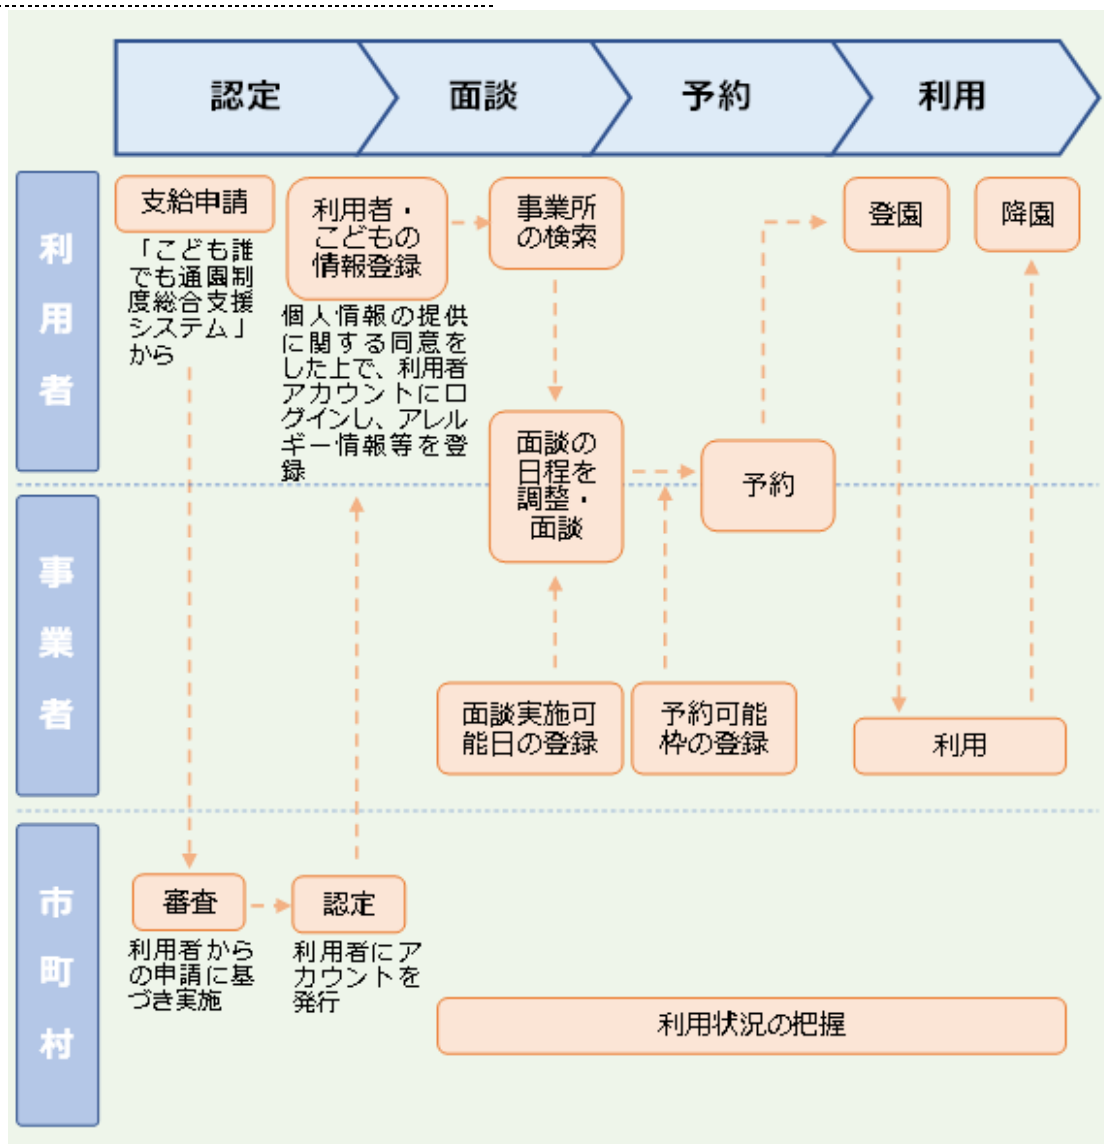 認定
面談
予約
利用
利用者
支給申請
「こども誰
でも通園制
度総合支援
システム」
から
利用者・
こどもの
情報登録
個人情報の提供
に関する同意を
した上で、利用者
アカウントにロ
グインし、アレル
ギー情報等を登
録
事業所
の検索
面談の
日程を
調整・
面談
予約
登園
降園
事業者
面談実施可
能日の登録
予約可能
枠の登録
利用
市町村
審査
利用者から
の申請に基
づき実施
認定
利用者にア
カウントを
発行
利用状況の把握